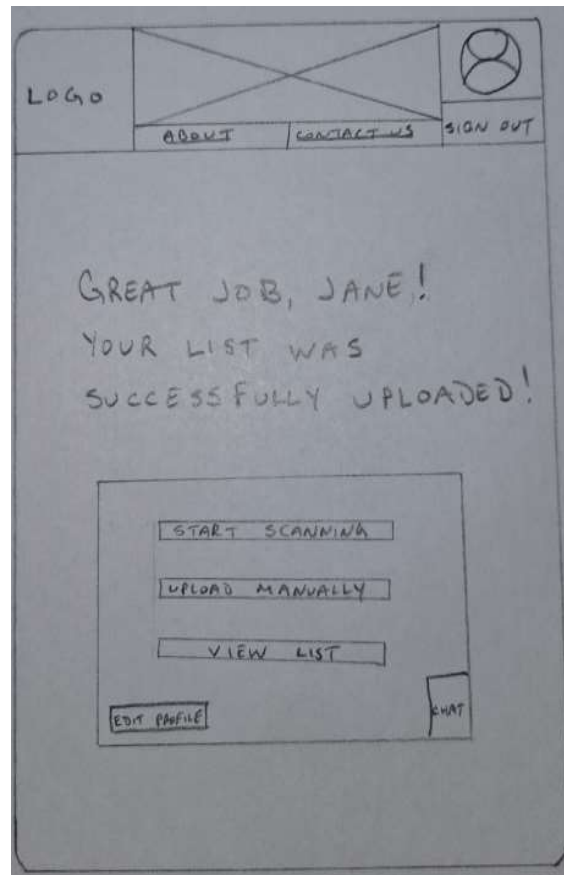 LOGO
ABOUT
CONTACT US
SIGN OUT
GREAT JOB, JANE,!
YOUR LIST WAS
SUCCESSFULLY UPLOADED!
START SCANNING
UPLOAD MANUALLY
VIEW LIST
EDIT PROFILE
CHAT